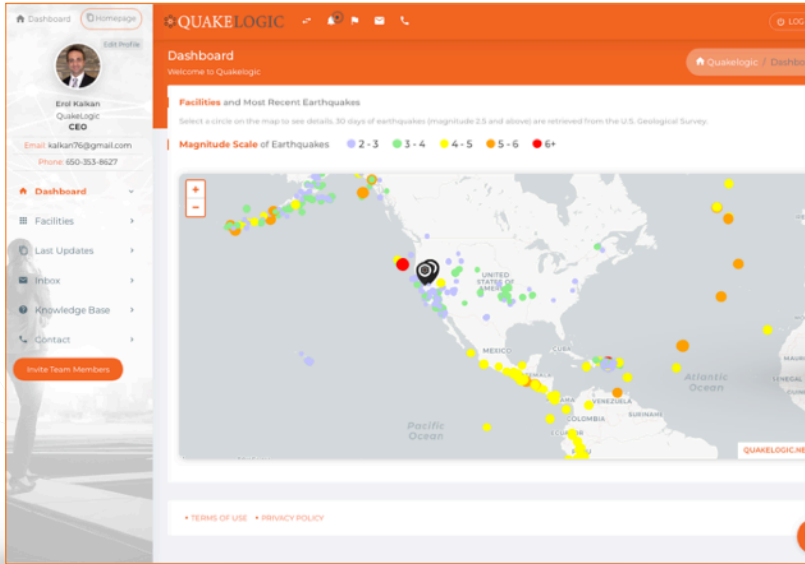 Dashboard
Homepage
Edit Profile
Erol Kalkan
QuakeLogic
CEO
Email: kalkan76@gmail.com
Phone: 650-353-8627
Dashboard
Facilities
Last Updates
Inbox
Knowledge Base
Contact
Invite Team Members
QUAKELOGIC
LOG
Dashboard
Welcome to Quakelogic
Quakelogic / Dashbo
Facilities and Most Recent Earthquakes
Select a circle on the map to see details. 30 days of earthquakes (magnitude 2.5 and above) are retrieved from the U.S. Geological Survey.
Magnitude Scale of Earthquakes 2 - 3 3 - 4 4 - 5 5 - 6 6+
+
−
UNITED
STATES OF
MEXICO
CUBA
MAURI
SENEGAL
Atlantic
Ocean
VENEZUELA
SURINAME
COLOMBIA
Pacific
Ocean
QUAKELOGIC.NE
• TERMS OF USE • PRIVACY POLICY